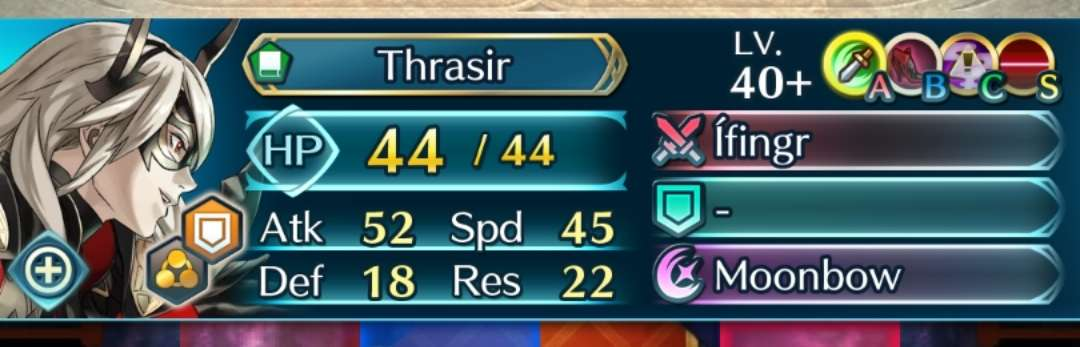 Thrasir
LV.
40+
A B C S
HP 44 / 44
Ífingr
Atk 52 Spd 45
-
Def 18 Res 22
Moonbow